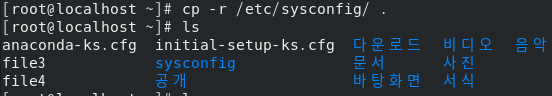 [root@localhost ~]# cp -r /etc/sysconfig/ .
[root@localhost ~]# ls
anaconda-ks.cfg initial-setup-ks.cfg 다운로드 비디오 음악
file3 sysconfig 문서 사진
file4 공개 바탕화면 서식